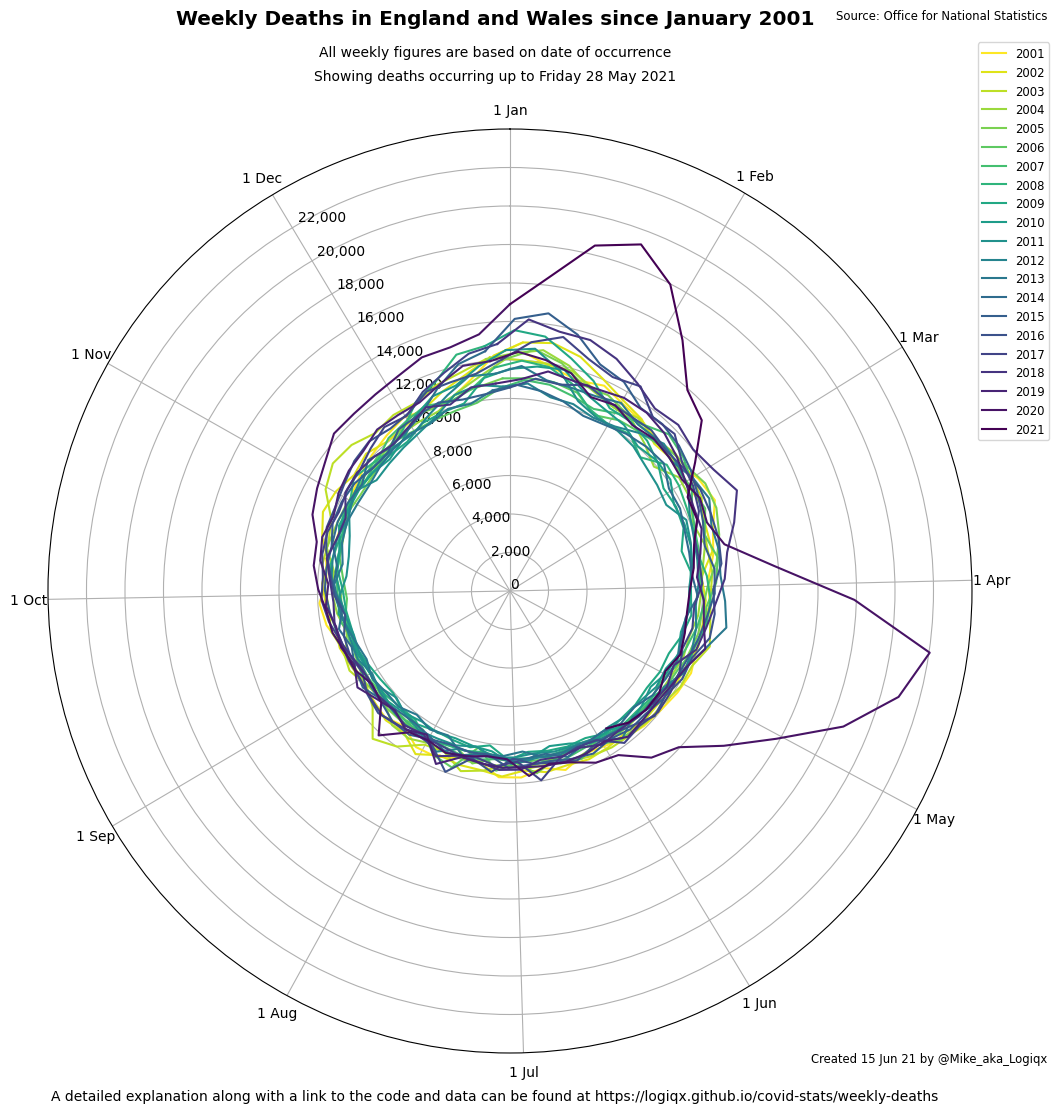 Weekly Deaths in England and Wales since January 2001
Source: Office for National Statistics
All weekly figures are based on date of occurrence
Showing deaths occurring up to Friday 28 May 2021
2001
2002
2003
2004
2005
2006
2007
2008
2009
2010
2011
2012
2013
2014
2015
2016
2017
2018
2019
2020
2021
1 Jan
1 Feb
1 Mar
1 Apr
1 May
1 Jun
1 Jul
1 Aug
1 Sep
1 Oct
1 Nov
1 Dec
22,000
20,000
18,000
16,000
14,000
12,000
10,000
8,000
6,000
4,000
2,000
0
Created 15 Jun 21 by @Mike_aka_Logiqx
A detailed explanation along with a link to the code and data can be found at https://logiqx.github.io/covid-stats/weekly-deaths